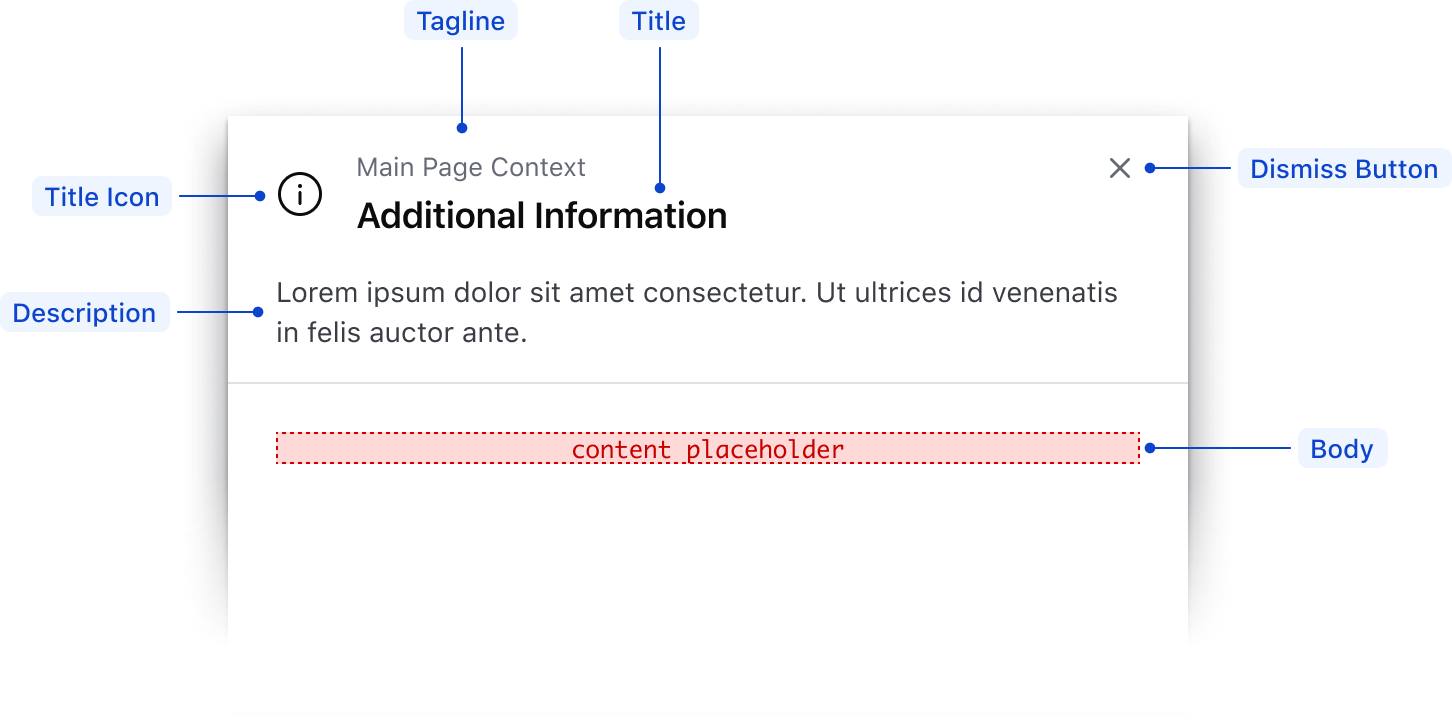 Tagline
Title
Main Page Context
Dismiss Button
Title Icon
Additional Information
Lorem ipsum dolor sit amet consectetur. Ut ultrices id venenatis
Description
in felis auctor ante.
content placeholder
Body